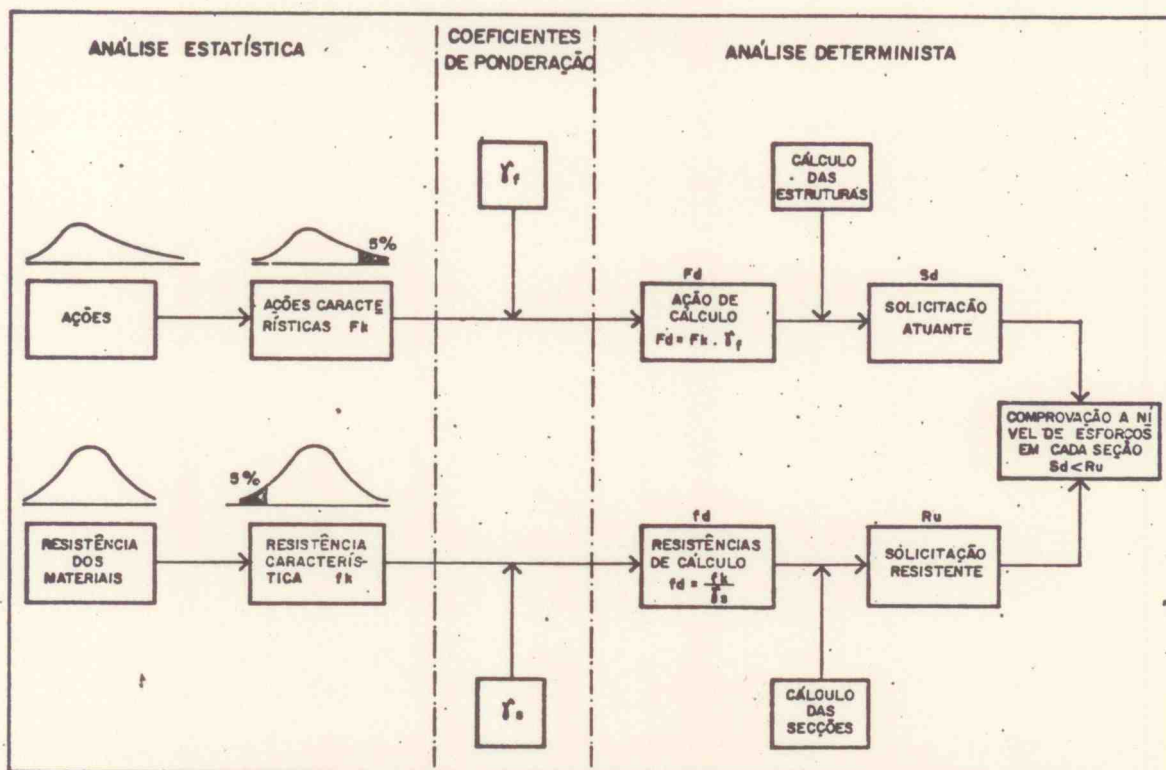 ANÁLISE ESTATÍSTICA
COEFICIENTES
DE PONDERAÇÃO
ANÁLISE DETERMINISTA
γf
CÁLCULO
DAS
ESTRUTURAS
5%
AÇÕES
AÇÕES CARACTE
RÍSTICAS Fk
Fd
AÇÃO DE
CÁLCULO
Fd = Fk . γf
Sd
SOLICITAÇÃO
ATUANTE
COMPROVAÇÃO A NÍ
VEL DE ESFORÇOS
EM CADA SEÇÃO
Sd < Ru
5%
RESISTÊNCIA
DOS
MATERIAIS
RESISTÊNCIA
CARACTERÍS-
TICA fk
fd
RESISTÊNCIAS
DE CÁLCULO
fd = fk
γs
Ru
SOLICITAÇÃO
RESISTENTE
γs
CÁLCULO
DAS
SECÇÕES